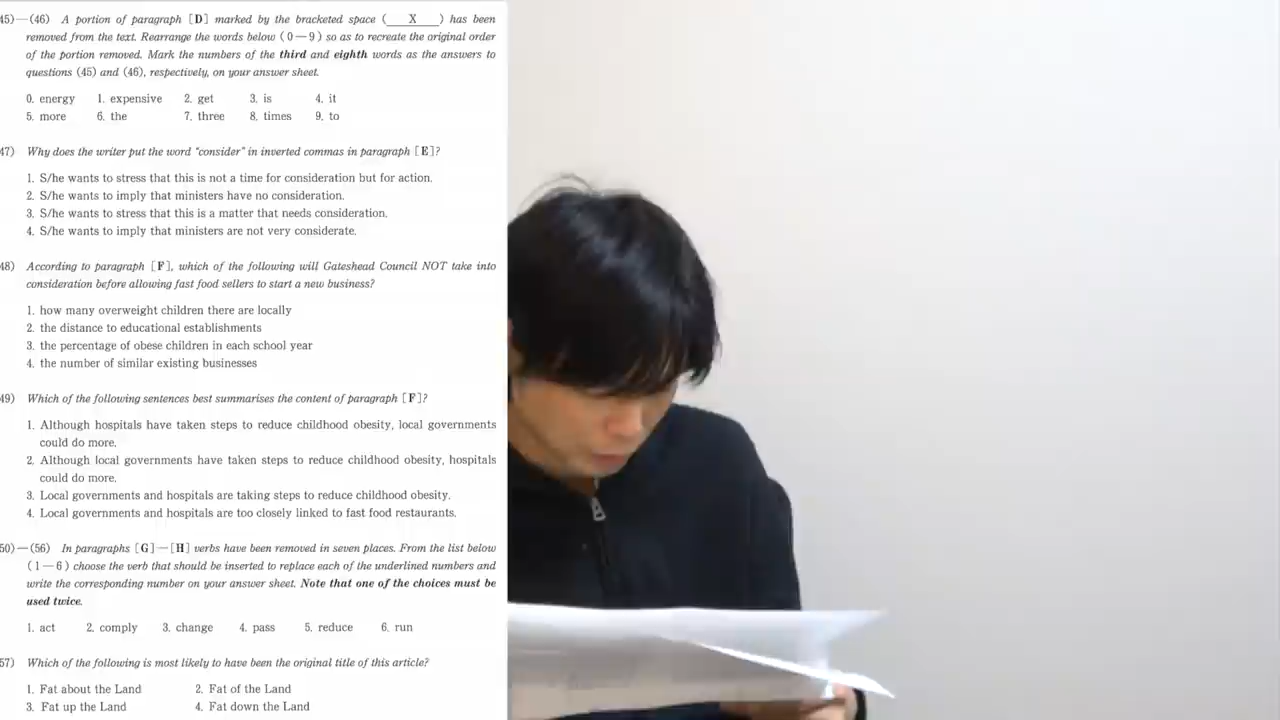 45)—(46) A portion of paragraph [D] marked by the bracketed space (  X  ) has been
removed from the text. Rearrange the words below (0—9) so as to recreate the original order
of the portion removed. Mark the numbers of the third and eighth words as the answers to
questions (45) and (46), respectively, on your answer sheet.
0. energy 1. expensive 2. get 3. is 4. it
5. more 6. the 7. three 8. times 9. to
47) Why does the writer put the word "consider" in inverted commas in paragraph [E]?
1. S/he wants to stress that this is not a time for consideration but for action.
2. S/he wants to imply that ministers have no consideration.
3. S/he wants to stress that this is a matter that needs consideration.
4. S/he wants to imply that ministers are not very considerate.
48) According to paragraph [F], which of the following will Gateshead Council NOT take into
consideration before allowing fast food sellers to start a new business?
1. how many overweight children there are locally
2. the distance to educational establishments
3. the percentage of obese children in each school year
4. the number of similar existing businesses
49) Which of the following sentences best summarises the content of paragraph [F]?
1. Although hospitals have taken steps to reduce childhood obesity, local governments
could do more.
2. Although local governments have taken steps to reduce childhood obesity, hospitals
could do more.
3. Local governments and hospitals are taking steps to reduce childhood obesity.
4. Local governments and hospitals are too closely linked to fast food restaurants.
50)—(56) In paragraphs [G]—[H] verbs have been removed in seven places. From the list below
(1—6) choose the verb that should be inserted to replace each of the underlined numbers and
write the corresponding number on your answer sheet. Note that one of the choices must be
used twice.
1. act 2. comply 3. change 4. pass 5. reduce 6. run
57) Which of the following is most likely to have been the original title of this article?
1. Fat about the Land 2. Fat of the Land
3. Fat up the Land 4. Fat down the Land